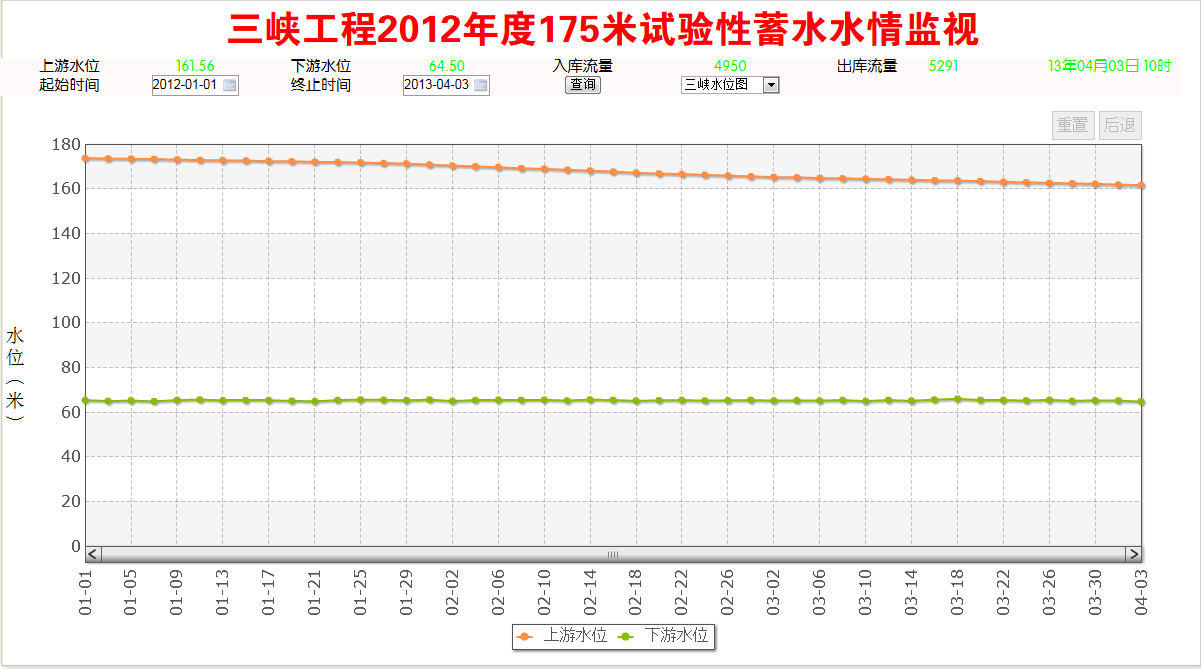 三峡工程2012年度175米试验性蓄水水情监视
上游水位 161.56 下游水位 64.50 入库流量 4950 出库流量 5291 13年04月03日10时
起始时间 2012-01-01 终止时间 2013-04-03 查询 三峡水位图
重置 后退
180
160
140
120
100
80
60
40
20
0
水位（米）
01-01 01-05 01-09 01-13 01-17 01-21 01-25 01-29 02-02 02-06 02-10 02-14 02-18 02-22 02-26 03-02 03-06 03-10 03-14 03-18 03-22 03-26 03-30 04-03
上游水位 下游水位